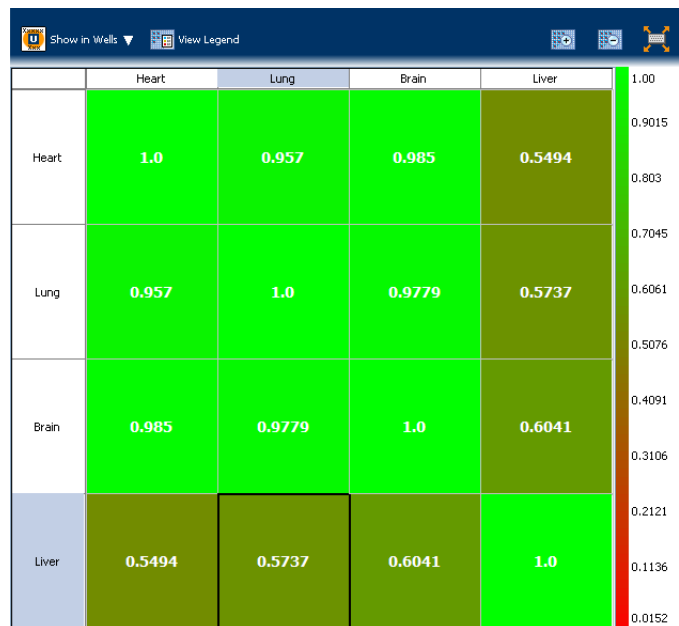 Show in Wells ▼ View Legend
Heart Lung Brain Liver
Heart 1.0 0.957 0.985 0.5494
Lung 0.957 1.0 0.9779 0.5737
Brain 0.985 0.9779 1.0 0.6041
Liver 0.5494 0.5737 0.6041 1.0
1.00
0.9015
0.803
0.7045
0.6061
0.5076
0.4091
0.3106
0.2121
0.1136
0.0152